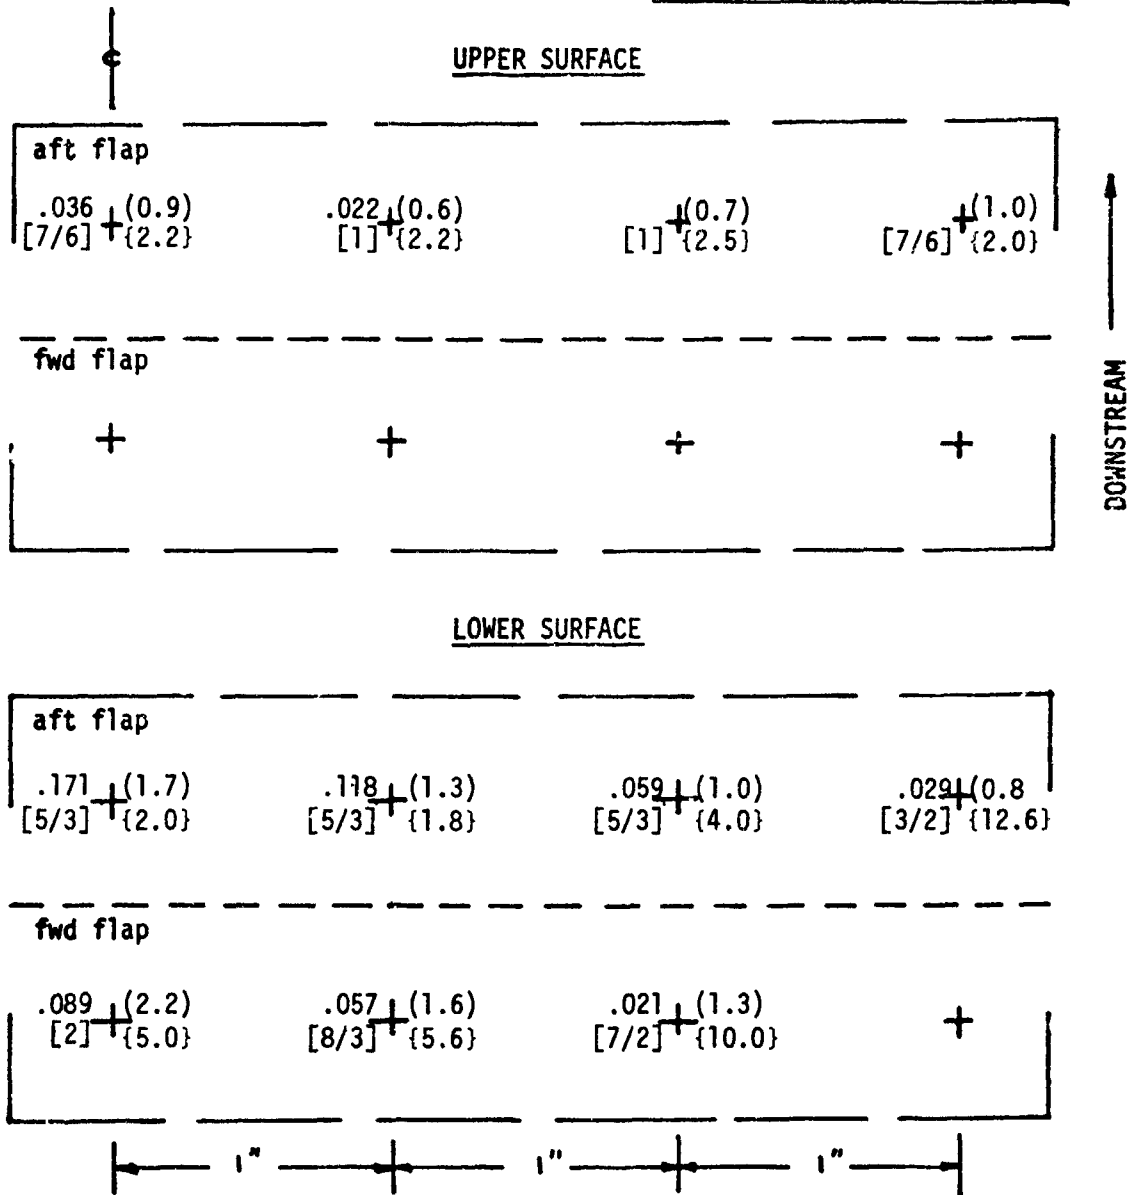 ℄
UPPER SURFACE
aft flap
.036 (0.9) .022 (0.6) (0.7) (1.0)
[7/6] {2.2} [1] {2.2} [1] {2.5} [7/6] {2.0}
fwd flap
DOWNSTREAM
LOWER SURFACE
aft flap
.171 (1.7) .118 (1.3) .059 (1.0) .029 (0.8
[5/3] {2.0} [5/3] {1.8} [5/3] {4.0} [3/2] {12.6}
fwd flap
.089 (2.2) .057 (1.6) .021 (1.3)
[2] {5.0} [8/3] {5.6} [7/2] {10.0}
1" 1" 1"